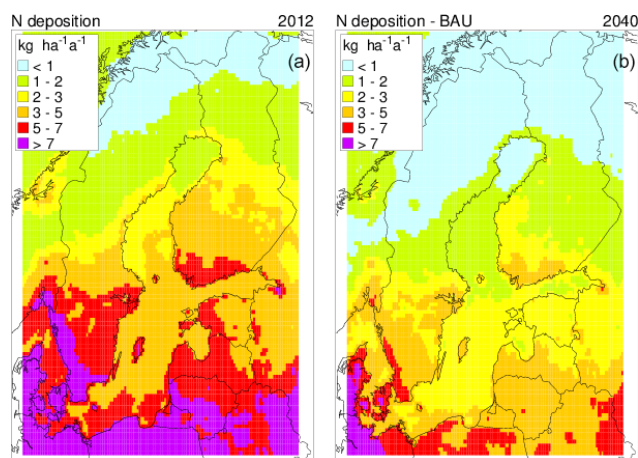 N deposition 2012
kg ha⁻¹a⁻¹
(a)
< 1
1 - 2
2 - 3
3 - 5
5 - 7
> 7
N deposition - BAU 2040
kg ha⁻¹a⁻¹
(b)
< 1
1 - 2
2 - 3
3 - 5
5 - 7
> 7